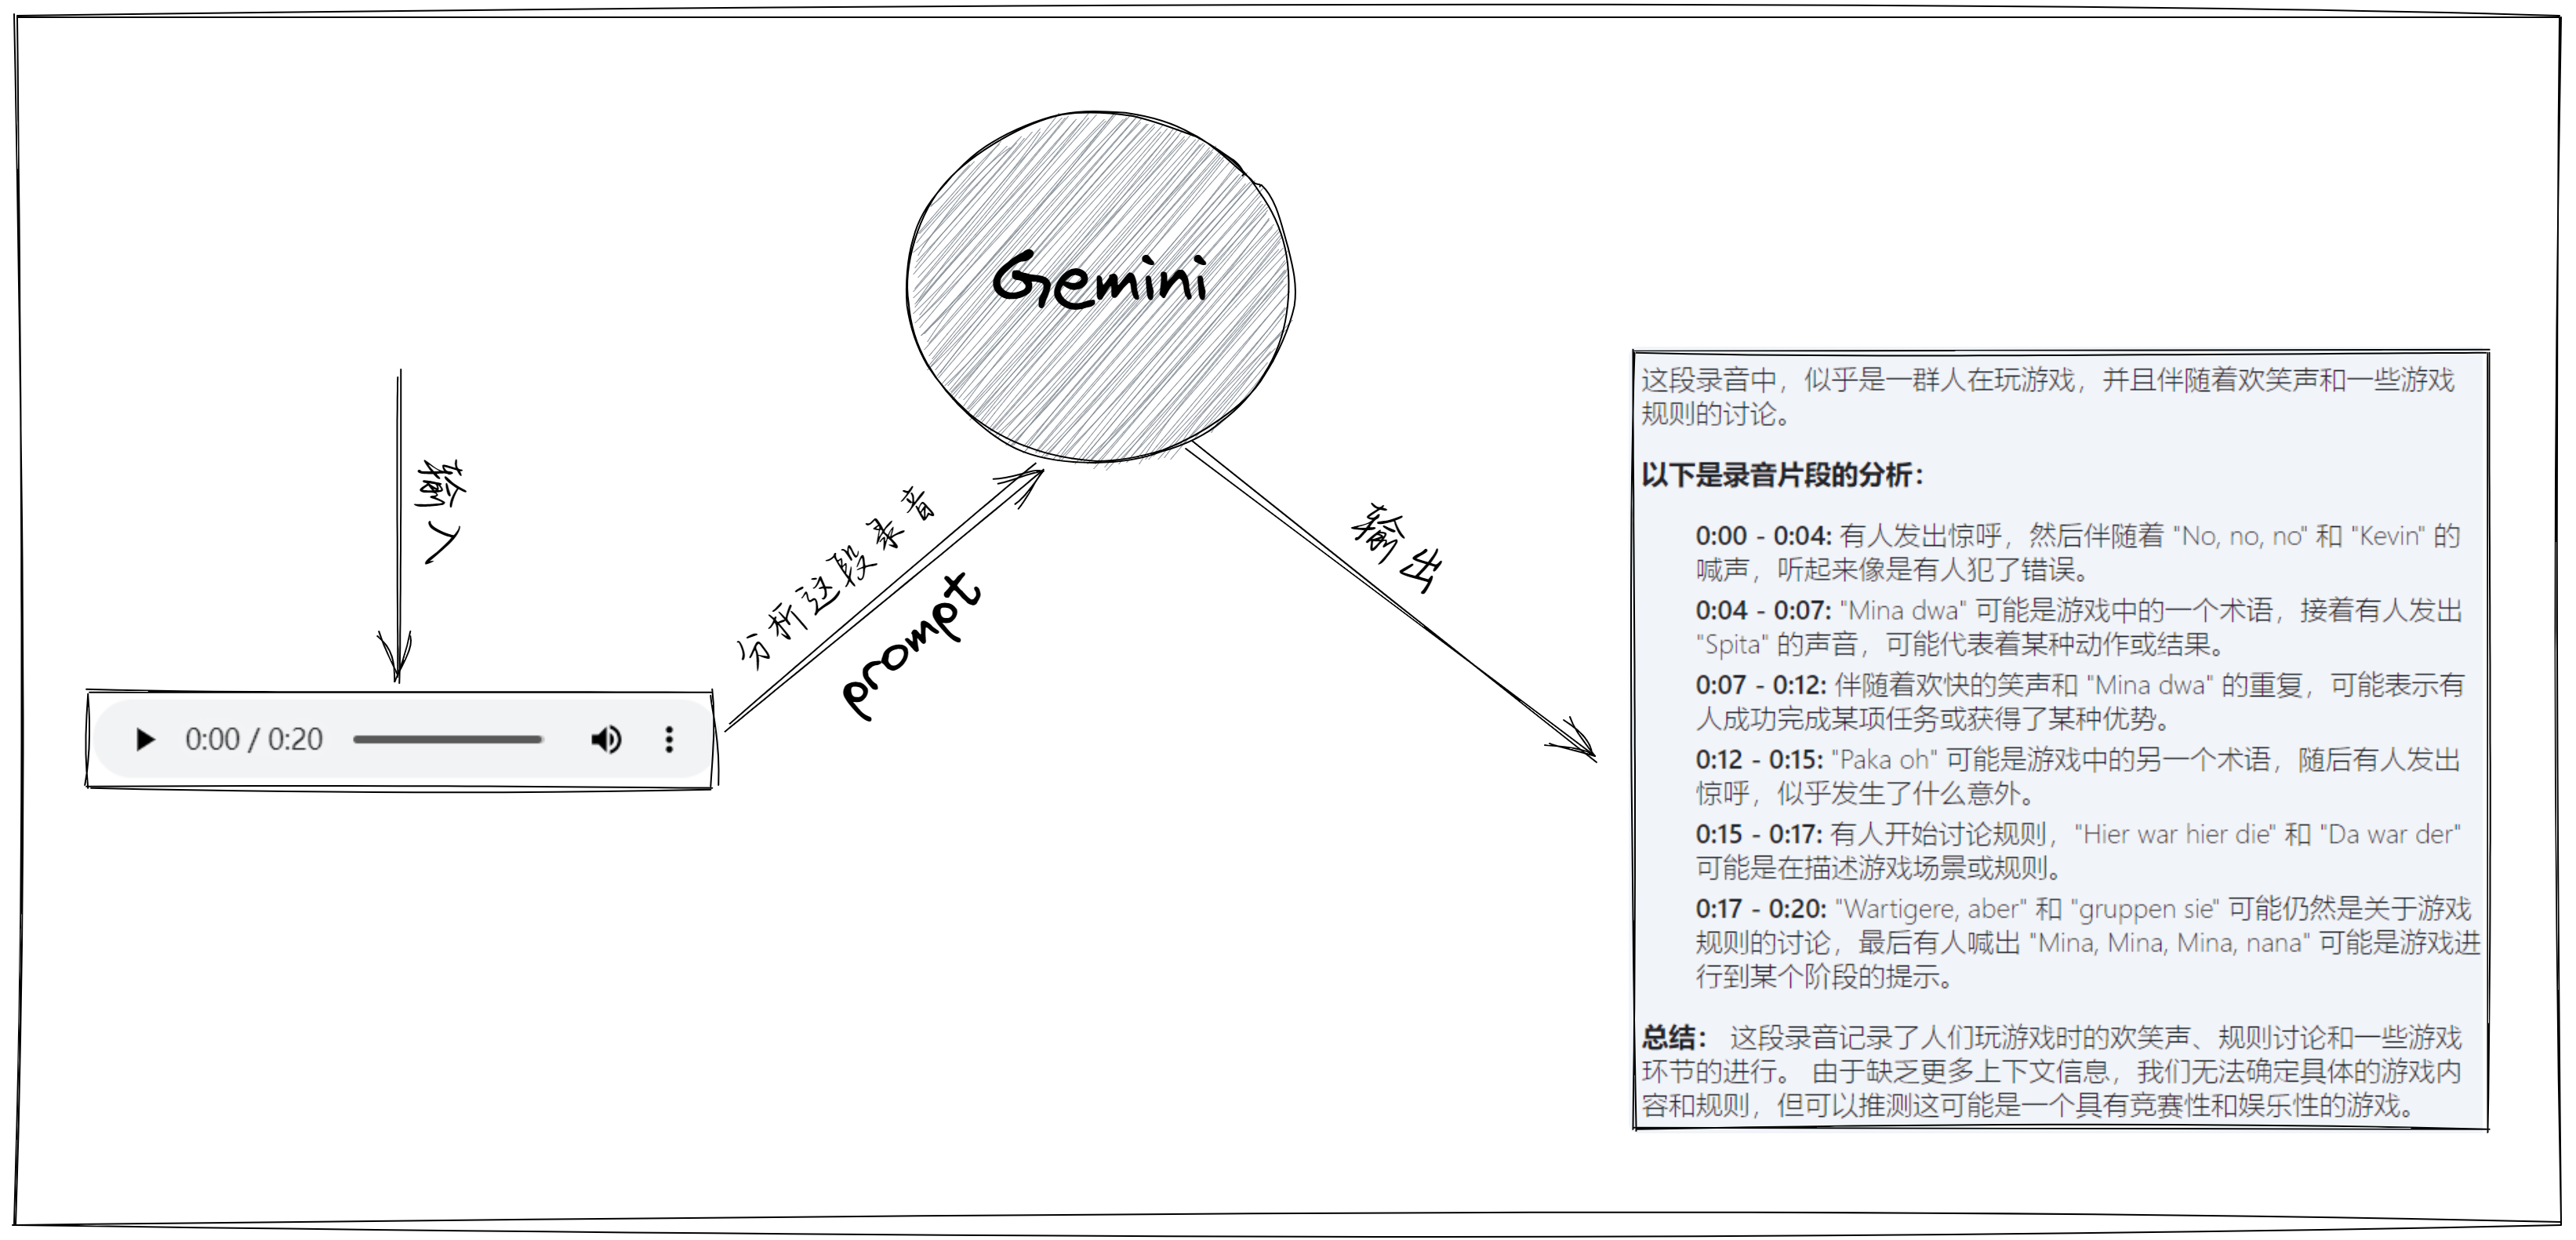 Gemini
输入
分析这段录音
prompt
输出
0:00 / 0:20
这段录音中，似乎是一群人在玩游戏，并且伴随着欢笑声和一些游戏
规则的讨论。
以下是录音片段的分析：
0:00 - 0:04: 有人发出惊呼，然后伴随着 "No, no, no" 和 "Kevin" 的
喊声，听起来像是有人犯了错误。
0:04 - 0:07: "Mina dwa" 可能是游戏中的一个术语，接着有人发出
"Spita" 的声音，可能代表着某种动作或结果。
0:07 - 0:12: 伴随着欢快的笑声和 "Mina dwa" 的重复，可能表示有
人成功完成某项任务或获得了某种优势。
0:12 - 0:15: "Paka oh" 可能是游戏中的另一个术语，随后有人发出
惊呼，似乎发生了什么意外。
0:15 - 0:17: 有人开始讨论规则，"Hier war hier die" 和 "Da war der"
可能是在描述游戏场景或规则。
0:17 - 0:20: "Wartigere, aber" 和 "gruppen sie" 可能仍然是关于游戏
规则的讨论，最后有人喊出 "Mina, Mina, Mina, nana" 可能是游戏进
行到某个阶段的提示。
总结： 这段录音记录了人们玩游戏时的欢笑声、规则讨论和一些游戏
环节的进行。 由于缺乏更多上下文信息，我们无法确定具体的游戏内
容和规则，但可以推测这可能是一个具有竞赛性和娱乐性的游戏。